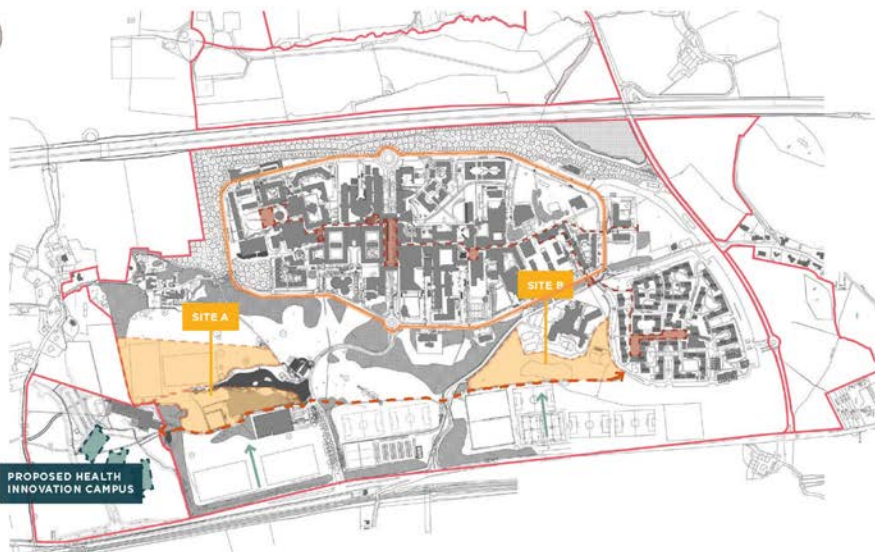 SITE A
SITE B
PROPOSED HEALTH
INNOVATION CAMPUS